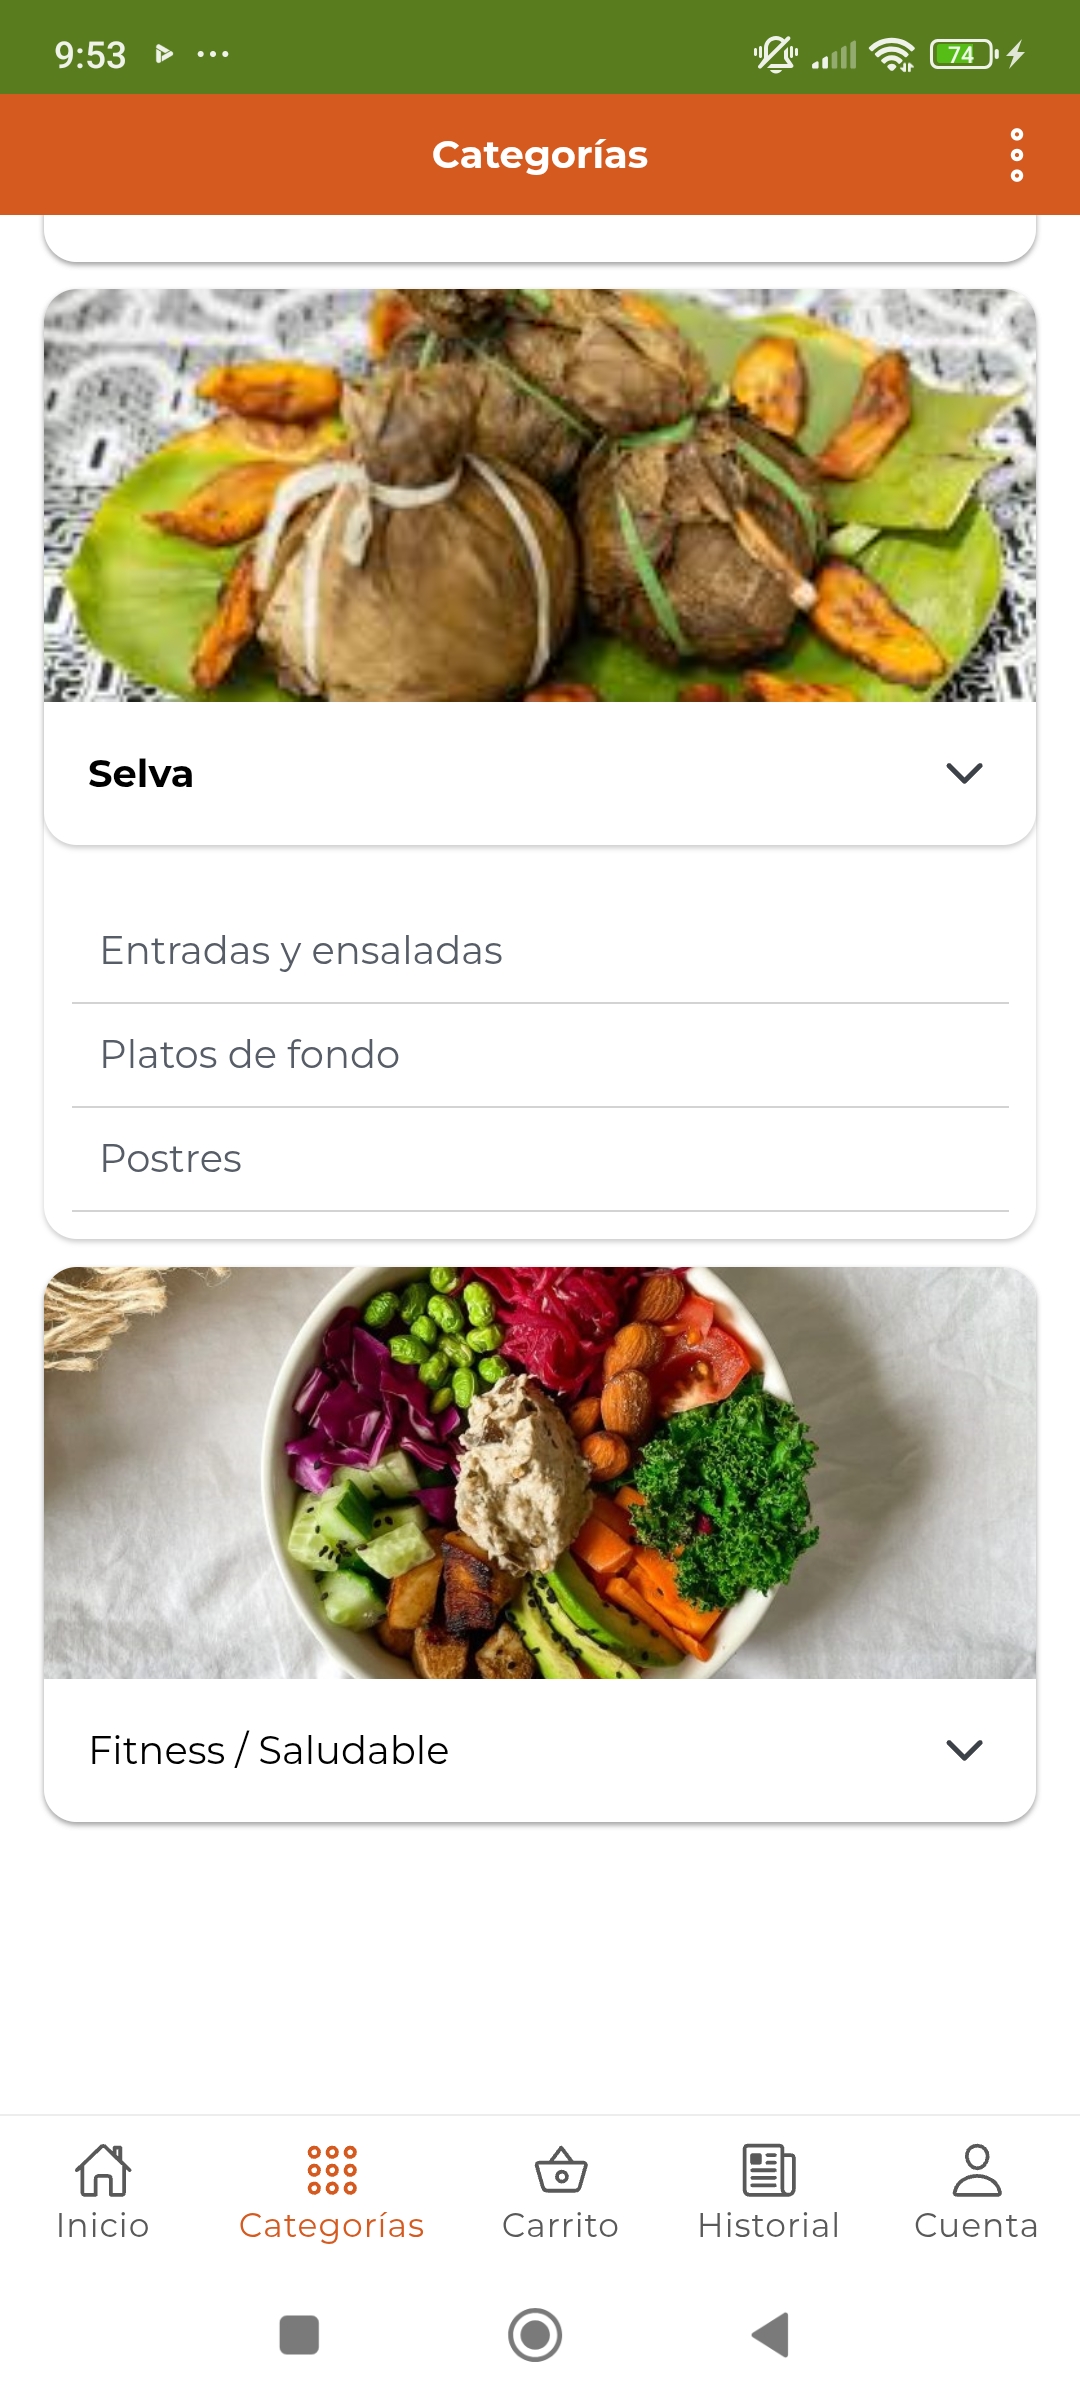 9:53
74
Categorías
Selva
Entradas y ensaladas
Platos de fondo
Postres
Fitness / Saludable
Inicio
Categorías
Carrito
Historial
Cuenta